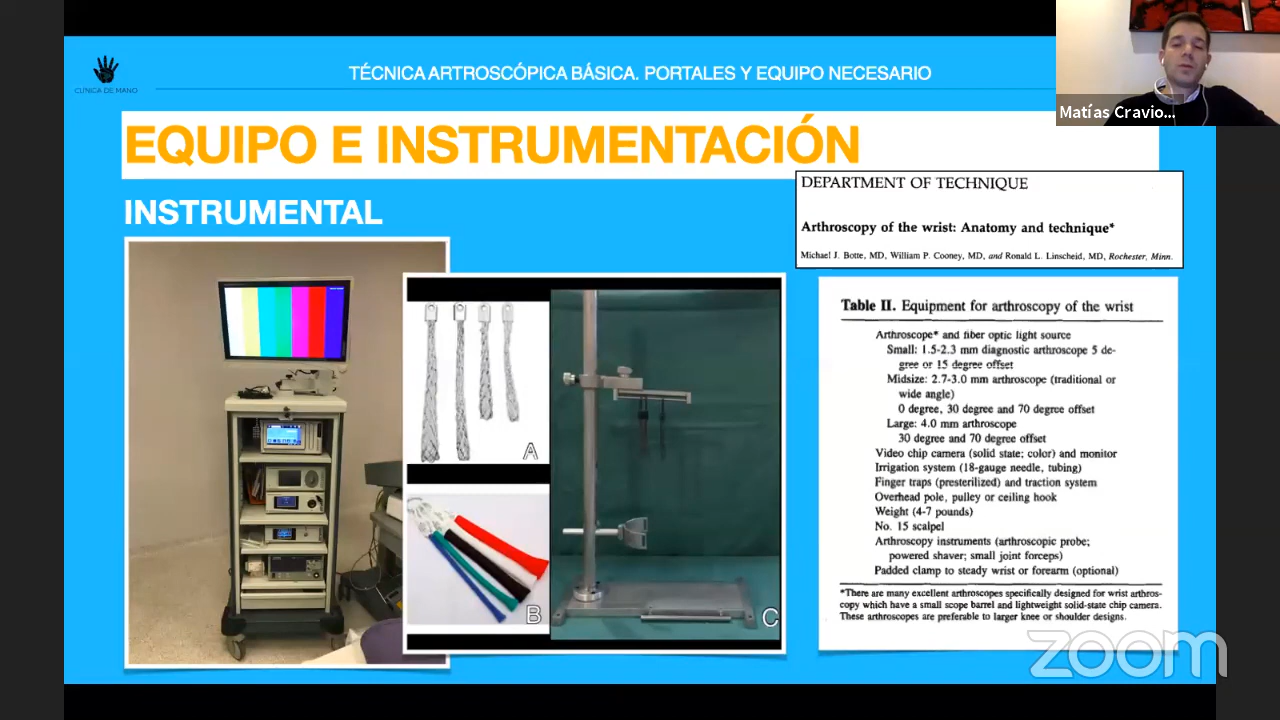 CLINICA DE MANO
TÉCNICA ARTROSCÓPICA BÁSICA. PORTALES Y EQUIPO NECESARIO
Matías Cravio...
EQUIPO E INSTRUMENTACIÓN
INSTRUMENTAL
DEPARTMENT OF TECHNIQUE
Arthroscopy of the wrist: Anatomy and technique*
Michael J. Botte, MD, William P. Cooney, MD, and Ronald L. Linscheid, MD, Rochester, Minn.
A
B
C
Table II. Equipment for arthroscopy of the wrist
Arthroscope* and fiber optic light source
Small: 1.5-2.3 mm diagnostic arthroscope 5 de-
gree or 15 degree offset
Midsize: 2.7-3.0 mm arthroscope (traditional or
wide angle)
0 degree, 30 degree and 70 degree offset
Large: 4.0 mm arthroscope
30 degree and 70 degree offset
Video chip camera (solid state; color) and monitor
Irrigation system (18-gauge needle, tubing)
Finger traps (presterilized) and traction system
Overhead pole, pulley or ceiling hook
Weight (4-7 pounds)
No. 15 scalpel
Arthroscopy instruments (arthroscopic probe;
powered shaver; small joint forceps)
Padded clamp to steady wrist or forearm (optional)
*There are many excellent arthroscopes specifically designed for wrist arthros-
copy which have a small scope barrel and lightweight solid-state chip camera.
These arthroscopes are preferable to larger knee or shoulder designs.
zoom